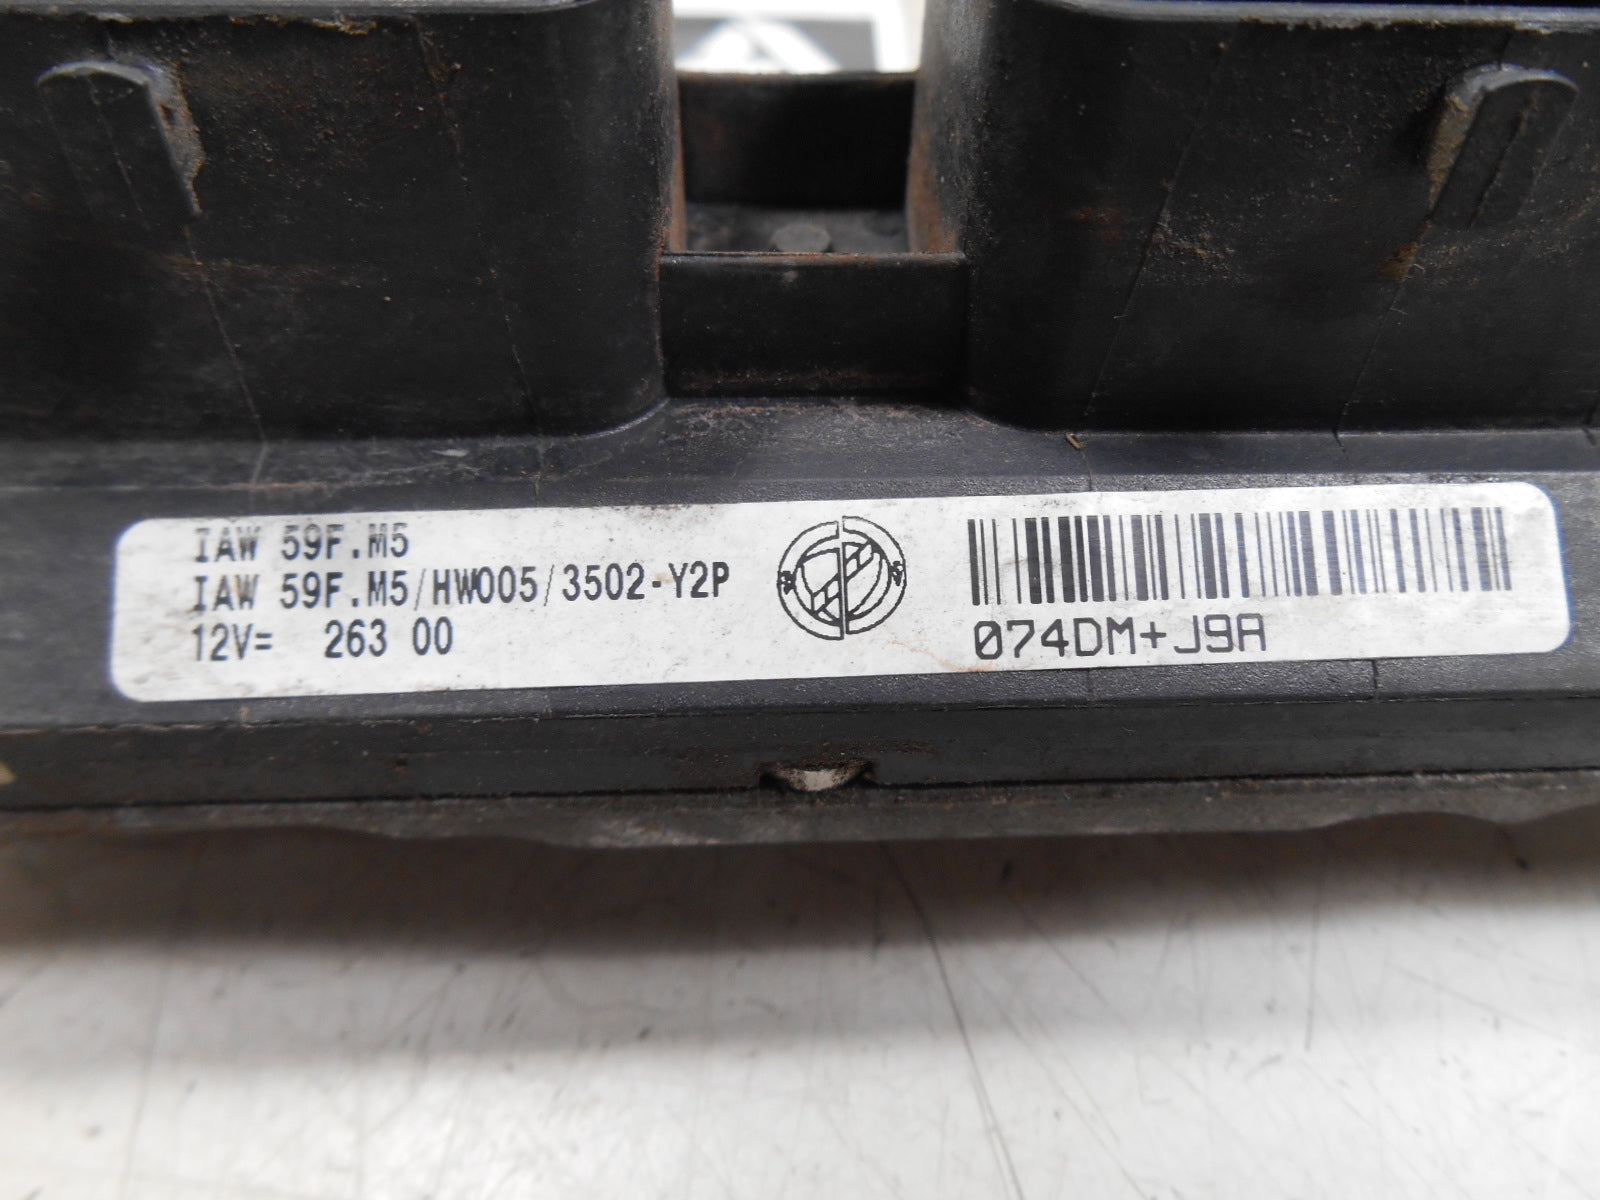 IAW 59F.M5
IAW 59F.M5/HW005/3502-Y2P
12V= 263 00
074DM+J9A